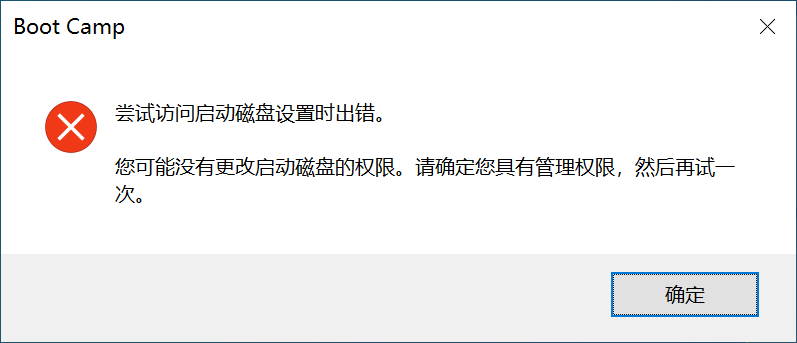 Boot Camp
尝试访问启动磁盘设置时出错。
您可能没有更改启动磁盘的权限。请确定您具有管理权限，然后再试一
次。
确定